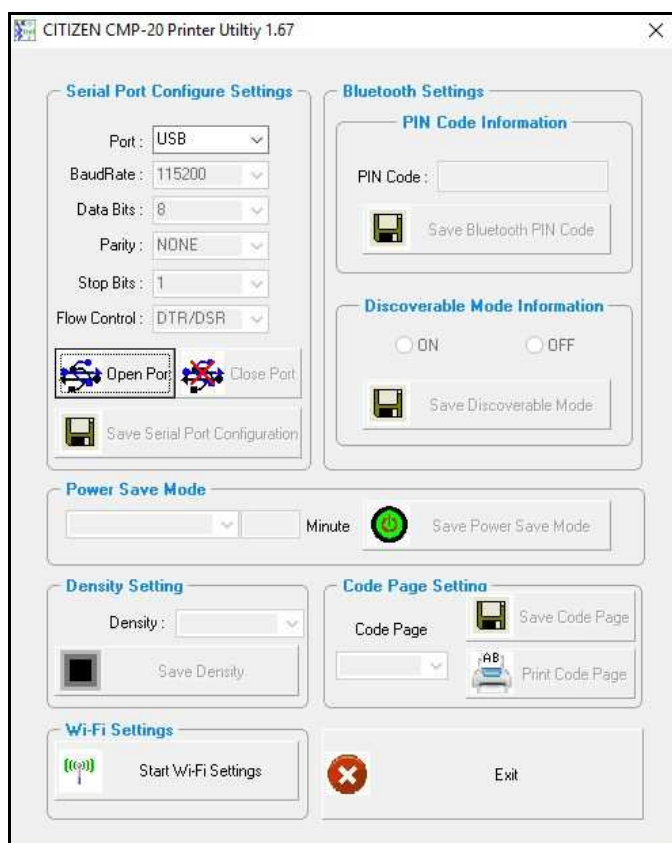 CITIZEN CMP-20 Printer Utiltiy 1.67
Serial Port Configure Settings
Port : USB
BaudRate : 115200
Data Bits : 8
Parity : NONE
Stop Bits : 1
Flow Control : DTR/DSR
Open Por
Close Port
Save Serial Port Configuration
Bluetooth Settings
PIN Code Information
PIN Code :
Save Bluetooth PIN Code
Discoverable Mode Information
ON OFF
Save Discoverable Mode
Power Save Mode
Minute
Save Power Save Mode
Density Setting
Density :
Save Density
Code Page Setting
Code Page
Save Code Page
AB
Print Code Page
Wi-Fi Settings
Start Wi-Fi Settings
Exit